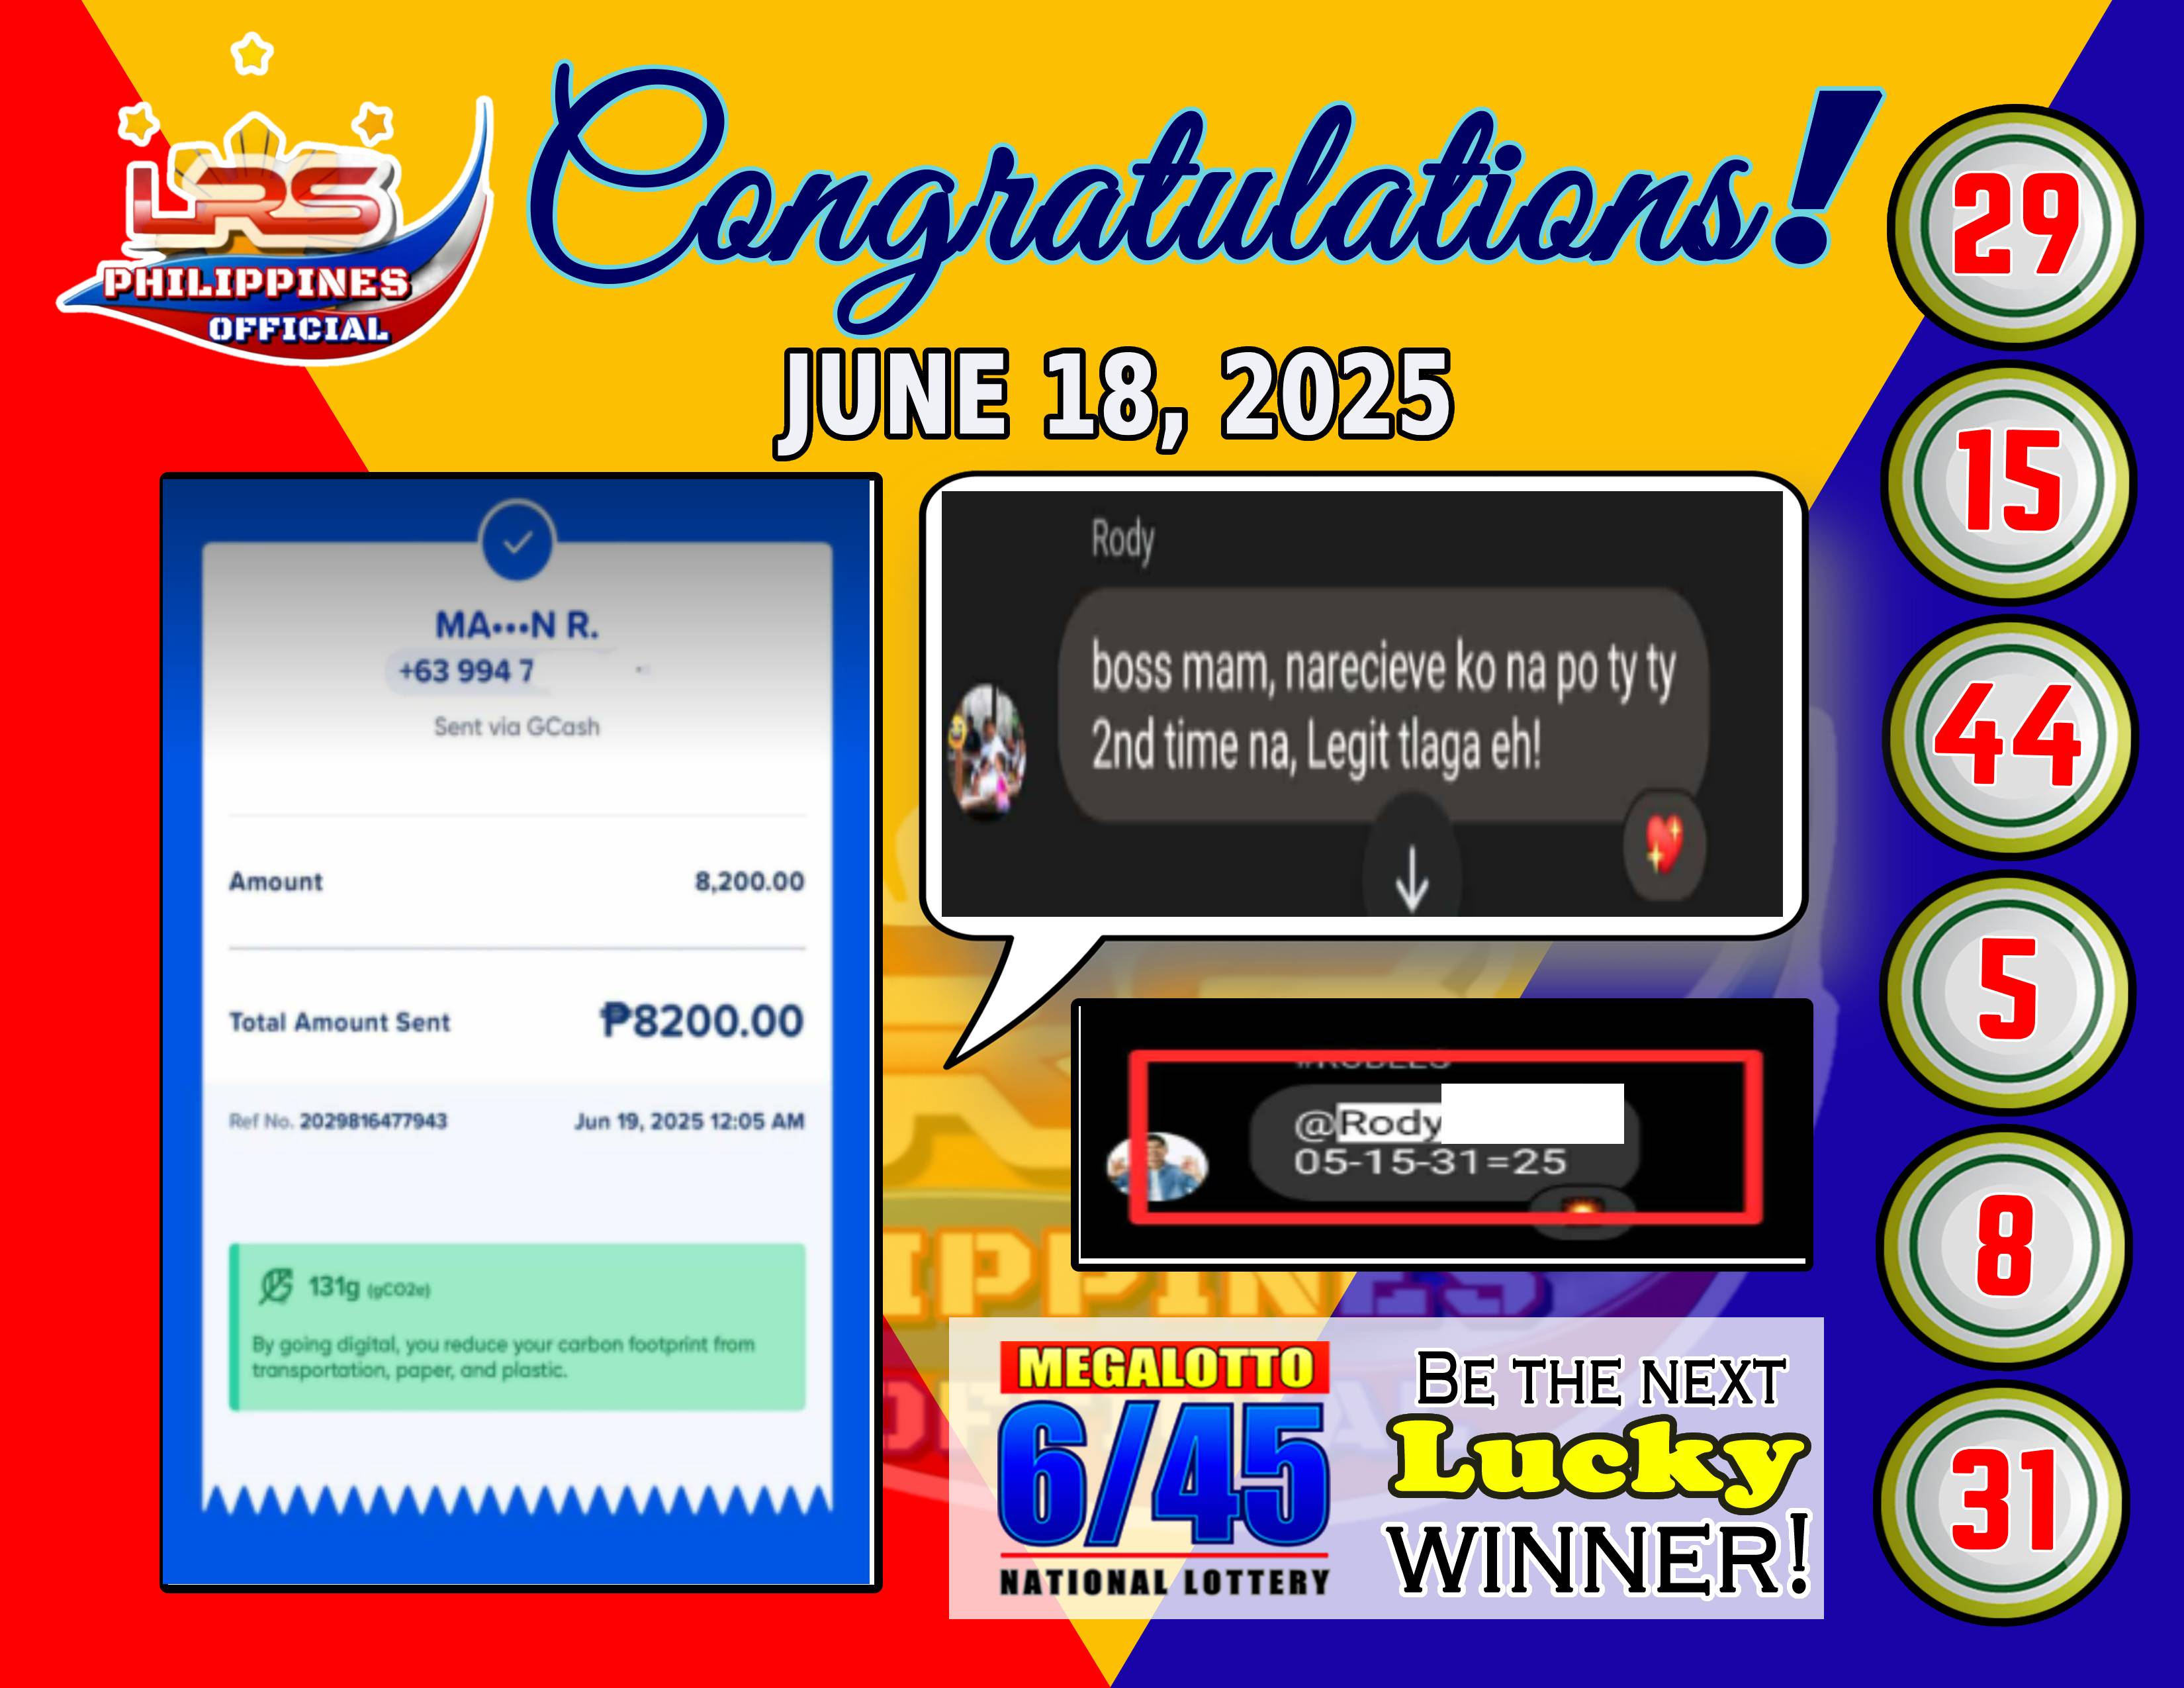 LRS
PHILIPPINES
OFFICIAL
Congratulations!
JUNE 18, 2025
MA•••N R.
+63 994 7
Sent via GCash
Amount 8,200.00
Total Amount Sent ₱8200.00
Ref No. 2029816477943 Jun 19, 2025 12:05 AM
131g (gCO2e)
By going digital, you reduce your carbon footprint from
transportation, paper, and plastic.
Rody
boss mam, narecieve ko na po ty ty
2nd time na, Legit tlaga eh!
@Rody
05-15-31=25
MEGALOTTO
6/45
NATIONAL LOTTERY
BE THE NEXT
Lucky
WINNER!
29
15
44
5
8
31